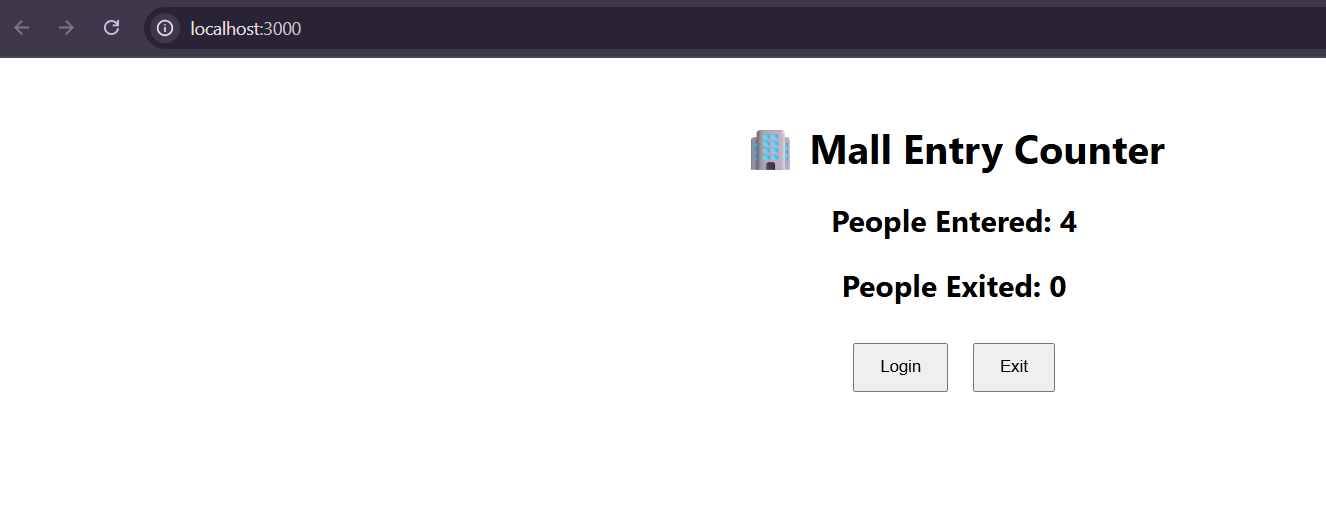 localhost:3000
Mall Entry Counter
People Entered: 4
People Exited: 0
Login Exit